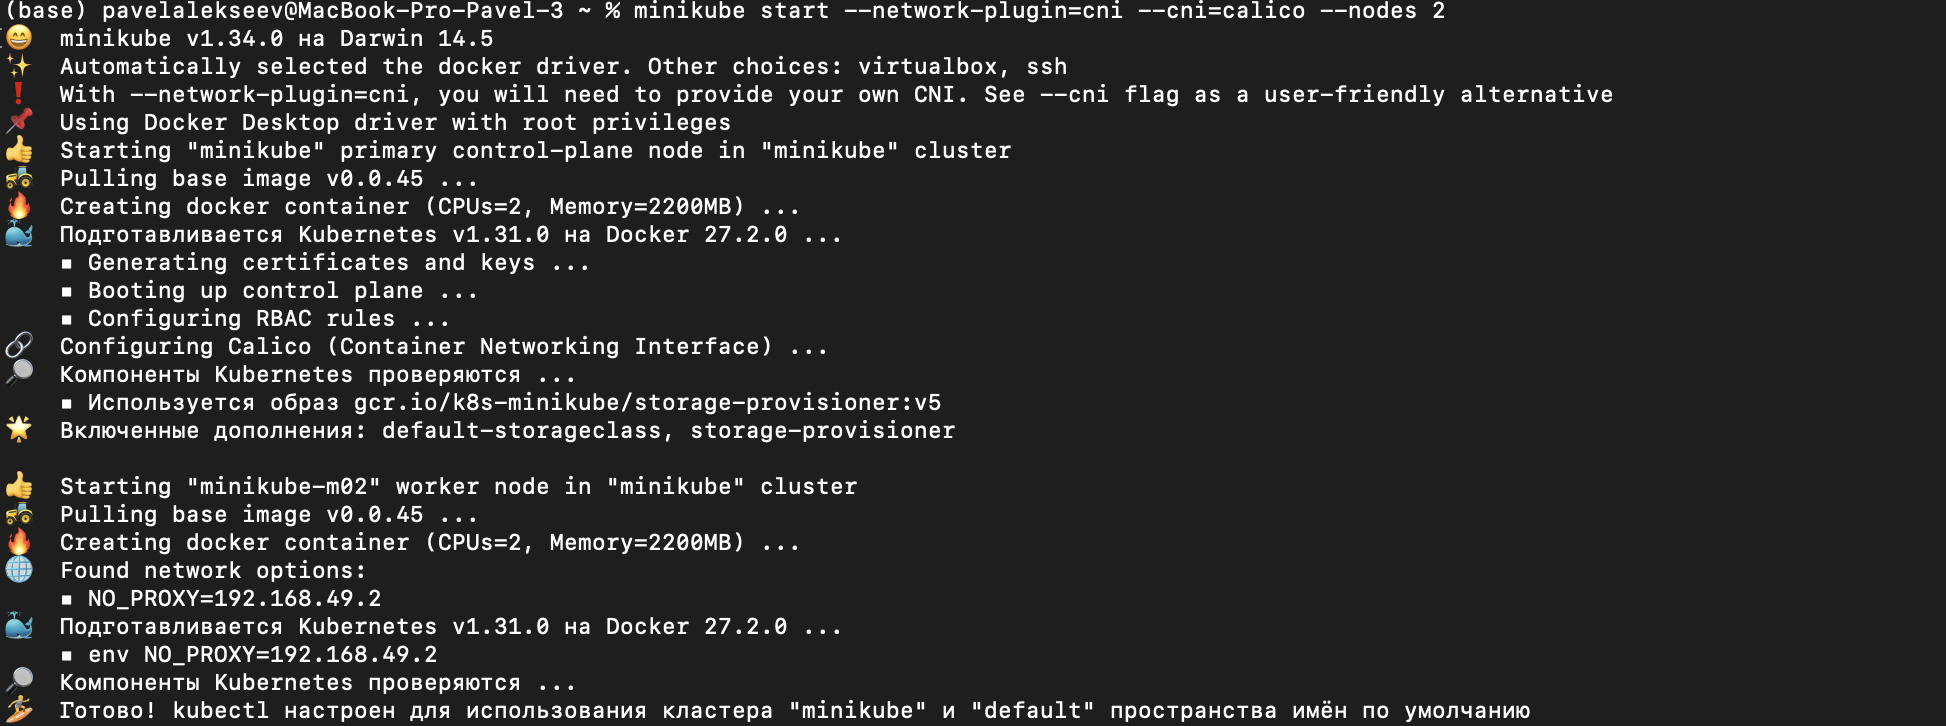 (base) pavelalekseev@MacBook-Pro-Pavel-3 ~ % minikube start --network-plugin=cni --cni=calico --nodes 2
😄 minikube v1.34.0 на Darwin 14.5
✨ Automatically selected the docker driver. Other choices: virtualbox, ssh
❗ With --network-plugin=cni, you will need to provide your own CNI. See --cni flag as a user-friendly alternative
📌 Using Docker Desktop driver with root privileges
👍 Starting "minikube" primary control-plane node in "minikube" cluster
🚜 Pulling base image v0.0.45 ...
🔥 Creating docker container (CPUs=2, Memory=2200MB) ...
🐳 Подготавливается Kubernetes v1.31.0 на Docker 27.2.0 ...
▪ Generating certificates and keys ...
▪ Booting up control plane ...
▪ Configuring RBAC rules ...
🔗 Configuring Calico (Container Networking Interface) ...
🔎 Компоненты Kubernetes проверяются ...
▪ Используется образ gcr.io/k8s-minikube/storage-provisioner:v5
🌟 Включенные дополнения: default-storageclass, storage-provisioner
👍 Starting "minikube-m02" worker node in "minikube" cluster
🚜 Pulling base image v0.0.45 ...
🔥 Creating docker container (CPUs=2, Memory=2200MB) ...
🌐 Found network options:
▪ NO_PROXY=192.168.49.2
🐳 Подготавливается Kubernetes v1.31.0 на Docker 27.2.0 ...
▪ env NO_PROXY=192.168.49.2
🔎 Компоненты Kubernetes проверяются ...
🏄 Готово! kubectl настроен для использования кластера "minikube" и "default" пространства имён по умолчанию